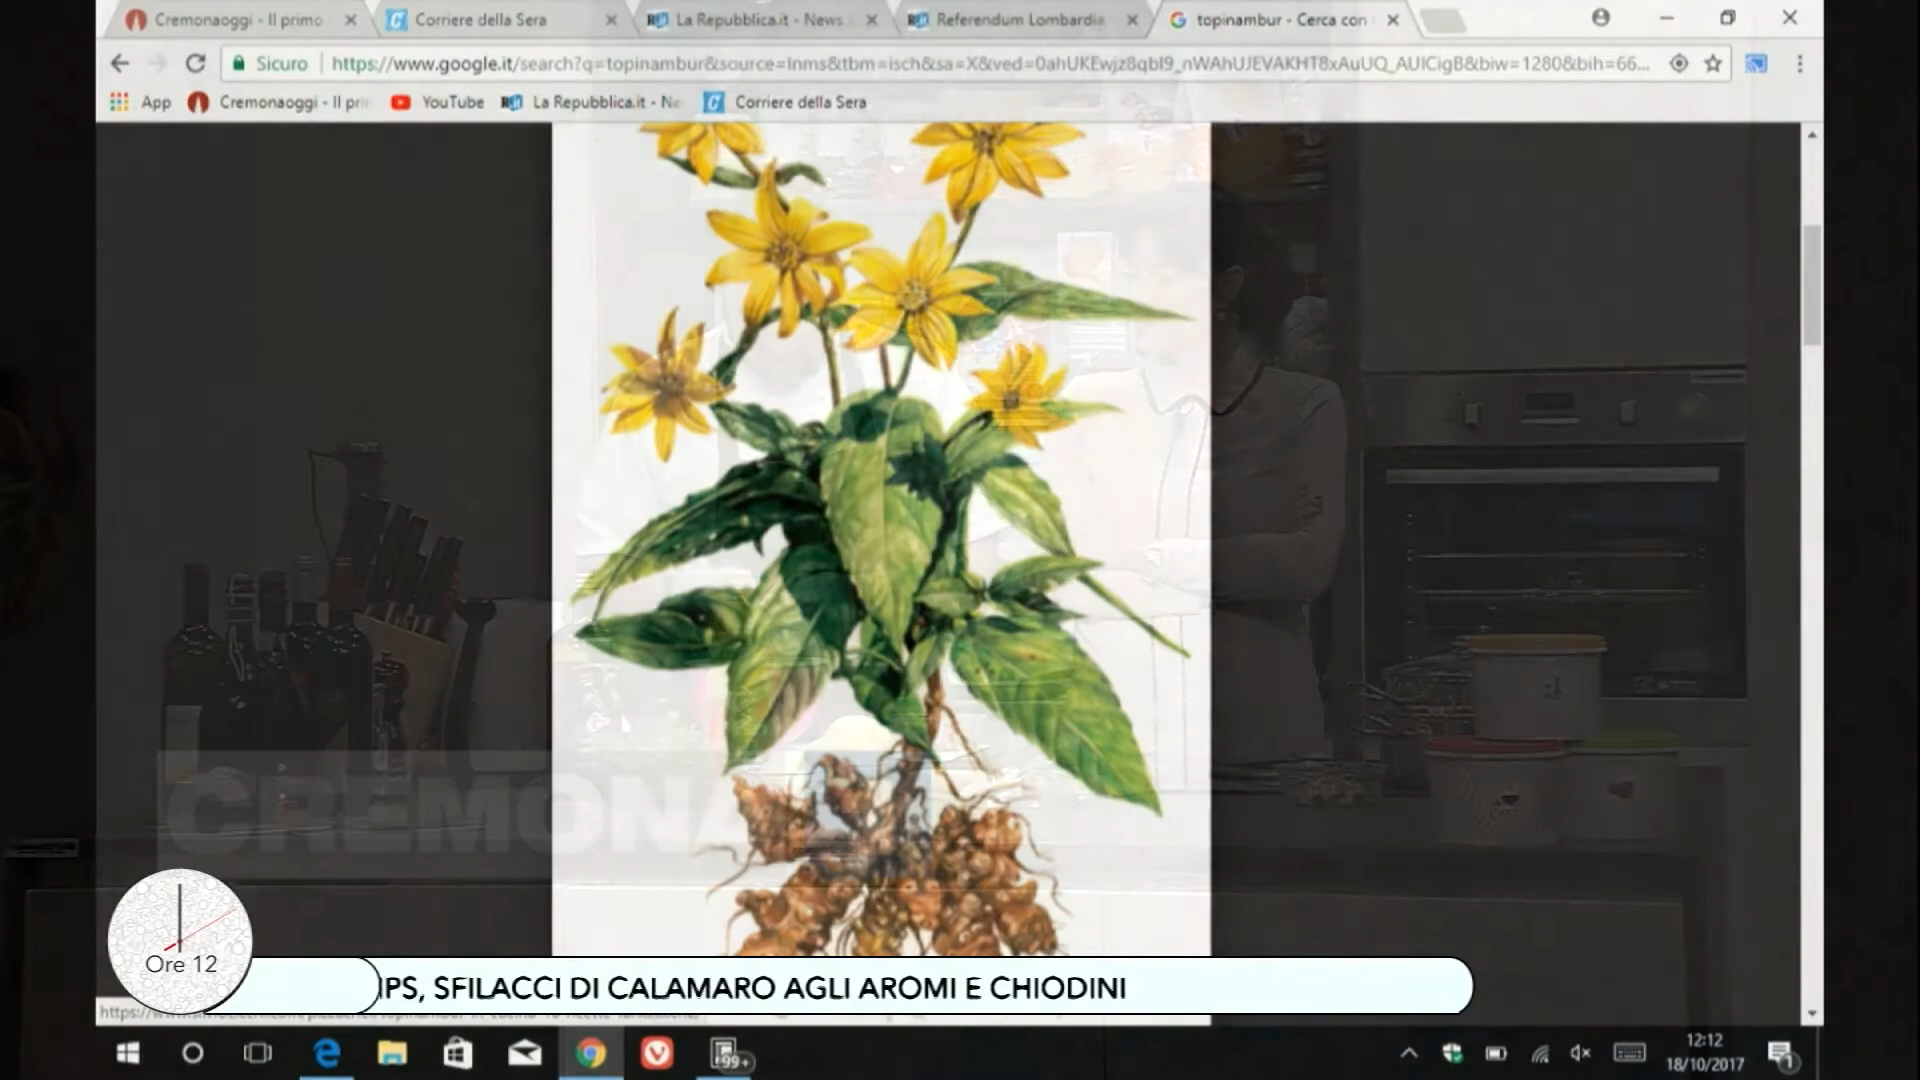 Cremonaoggi - Il primo
Corriere della Sera
La Repubblica.it - News
Referendum Lombardia
topinambur - Cerca con
Sicuro
https://www.google.it/search?q=topinambur&source=lnms&tbm=isch&sa=X&ved=0ahUKEwjz8qbI9_nWAhUJEVAKHT8xAuUQ_AUICigB&biw=1280&bih=66...
App
Cremonaoggi - Il pri
YouTube
La Repubblica.it - Ne
Corriere della Sera
CREMONA
Ore 12
IPS, SFILACCI DI CALAMARO AGLI AROMI E CHIODINI
99+
12:12
18/10/2017
1